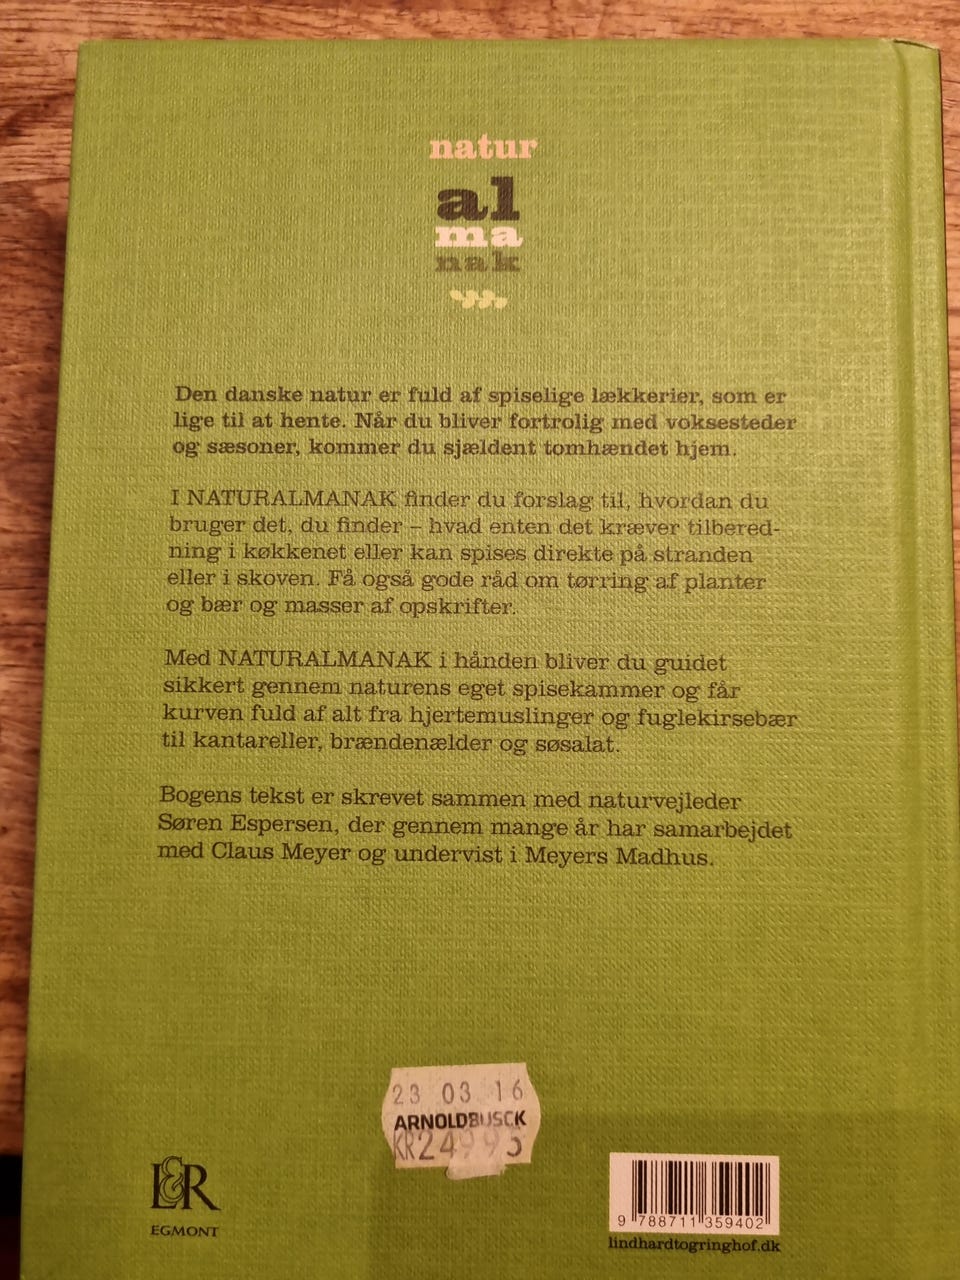 natur
al
ma
nak
Den danske natur er fuld af spiselige lækkerier, som er
lige til at hente. Når du bliver fortrolig med voksesteder
og sæsoner, kommer du sjældent tomhændet hjem.
I NATURALMANAK finder du forslag til, hvordan du
bruger det, du finder – hvad enten det kræver tilbered-
ning i køkkenet eller kan spises direkte på stranden
eller i skoven. Få også gode råd om tørring af planter
og bær og masser af opskrifter.
Med NATURALMANAK i hånden bliver du guidet
sikkert gennem naturens eget spisekammer og får
kurven fuld af alt fra hjertemuslinger og fuglekirsebær
til kantareller, brændenælder og søsalat.
Bogens tekst er skrevet sammen med naturvejleder
Søren Espersen, der gennem mange år har samarbejdet
med Claus Meyer og undervist i Meyers Madhus.
23 03 16
ARNOLD BUSCK
KR249 95
L&R
EGMONT
9 788711 359402
lindhardtogringhof.dk